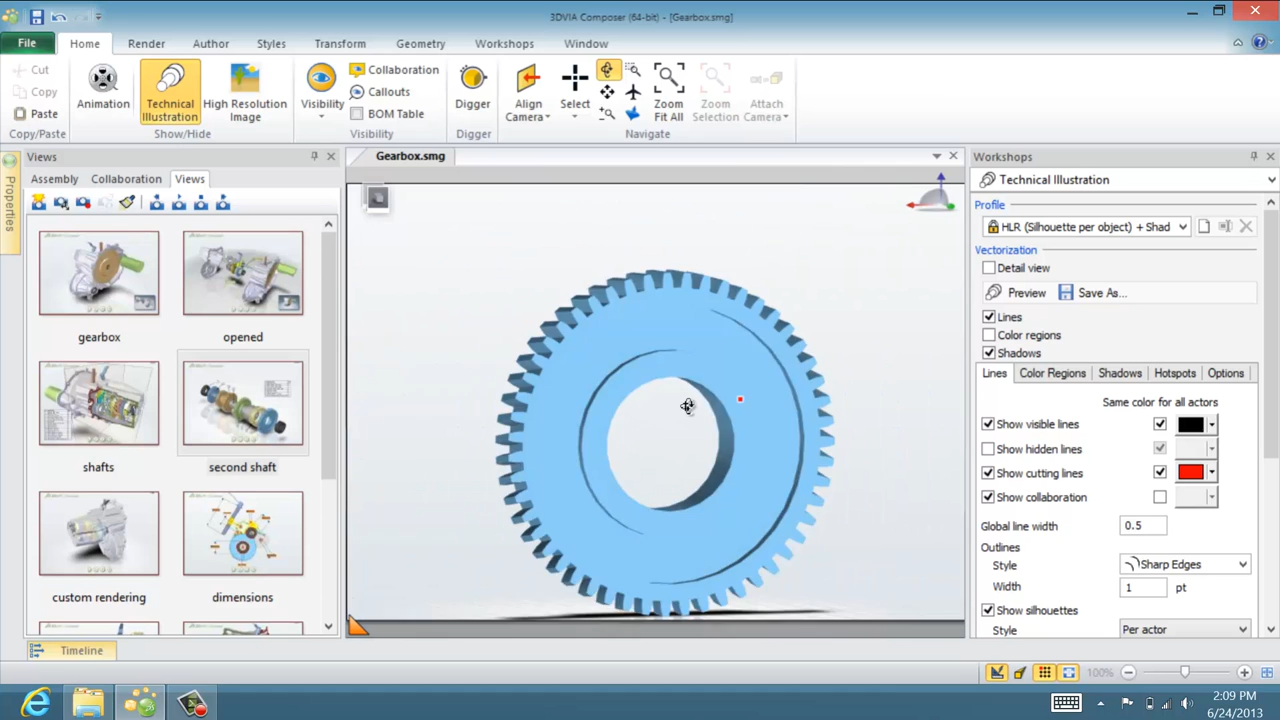 3DVIA Composer (64-bit) - [Gearbox.smg]
File Home Render Author Styles Transform Geometry Workshops Window
Cut
Copy
Paste
Copy/Paste
Animation
Technical Illustration
High Resolution Image
Show/Hide
Visibility
Collaboration
Callouts
BOM Table
Visibility
Digger
Digger
Align Camera
Select
Zoom Fit All
Zoom Selection
Attach Camera
Navigate
Properties
Views
Assembly Collaboration Views
gearbox
opened
shafts
second shaft
custom rendering
dimensions
Timeline
Gearbox.smg
Workshops
Technical Illustration
Profile
HLR (Silhouette per object) + Shad
Vectorization
Detail view
Preview Save As...
Lines
Color regions
Shadows
Lines Color Regions Shadows Hotspots Options
Same color for all actors
Show visible lines
Show hidden lines
Show cutting lines
Show collaboration
Global line width 0.5
Outlines
Style Sharp Edges
Width 1 pt
Show silhouettes
Style Per actor
100%
2:09 PM
6/24/2013